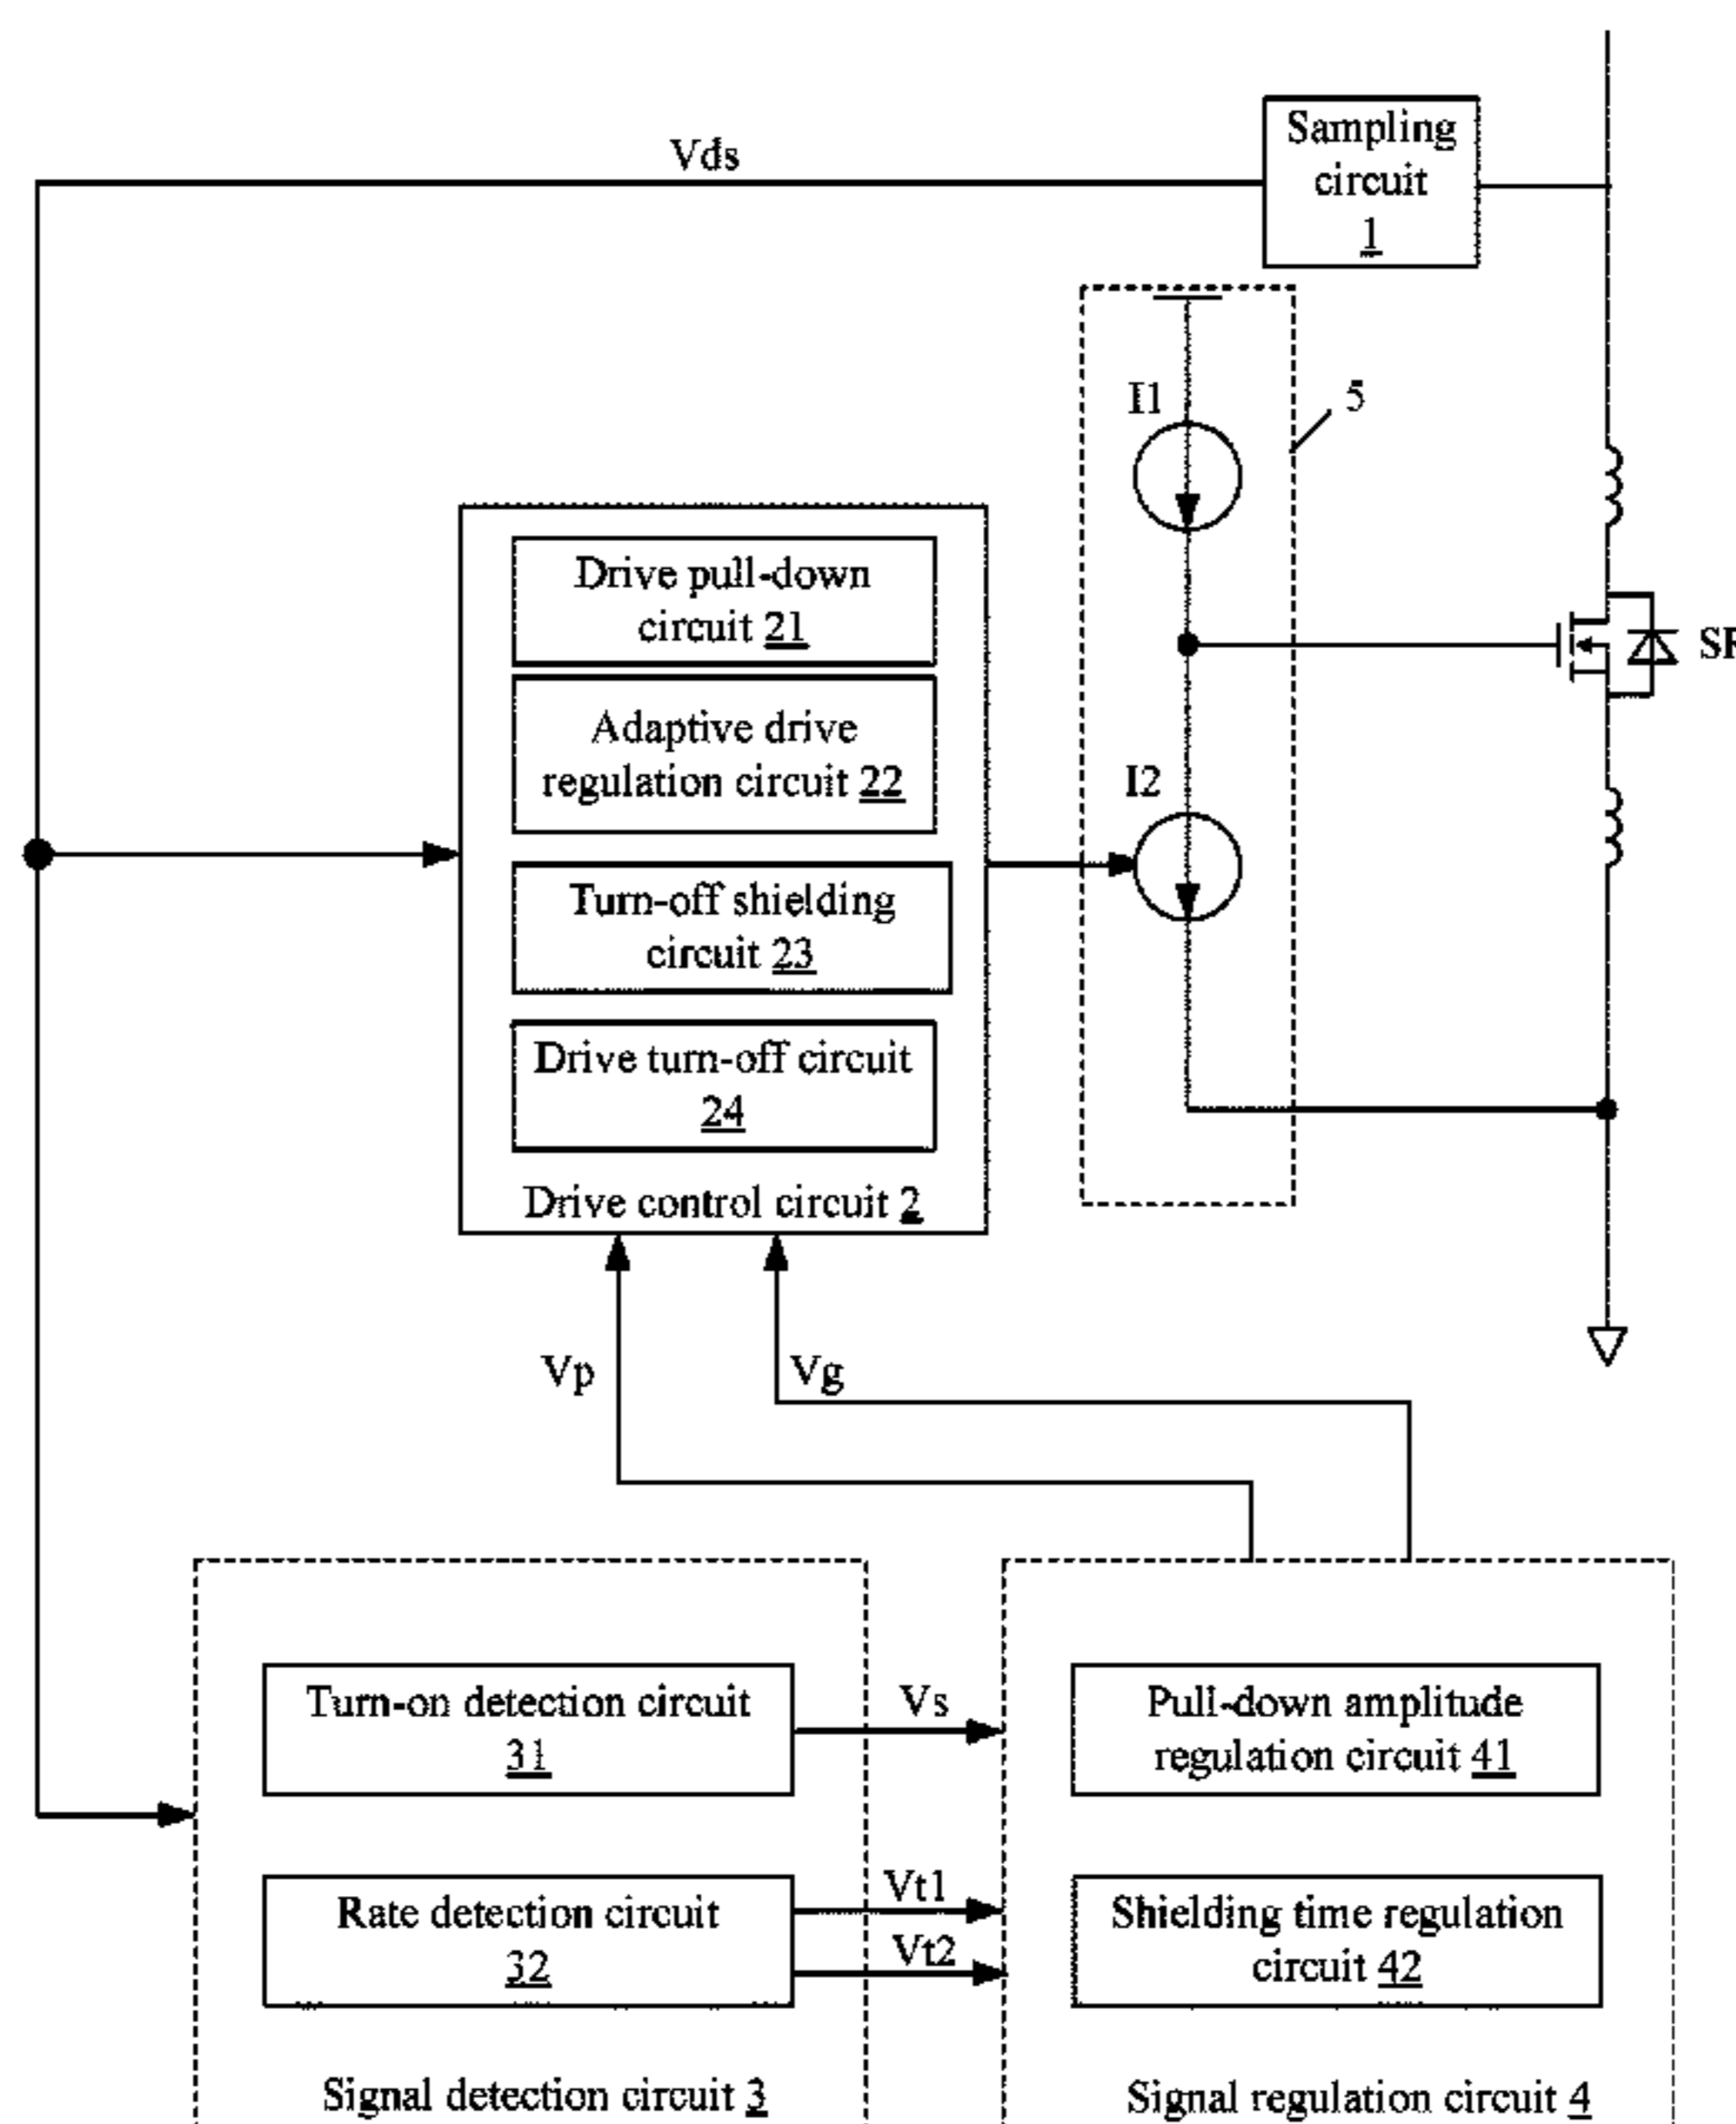 Sampling
circuit
1
Vds
I1
5
Drive pull-down
circuit 21
SR
Adaptive drive
regulation circuit 22
I2
Turn-off shielding
circuit 23
Drive turn-off circuit
24
Drive control circuit 2
Vp
Vg
Turn-on detection circuit
31
Vs
Pull-down amplitude
regulation circuit 41
Rate detection circuit
32
Vt1
Vt2
Shielding time regulation
circuit 42
Signal detection circuit 3
Signal regulation circuit 4